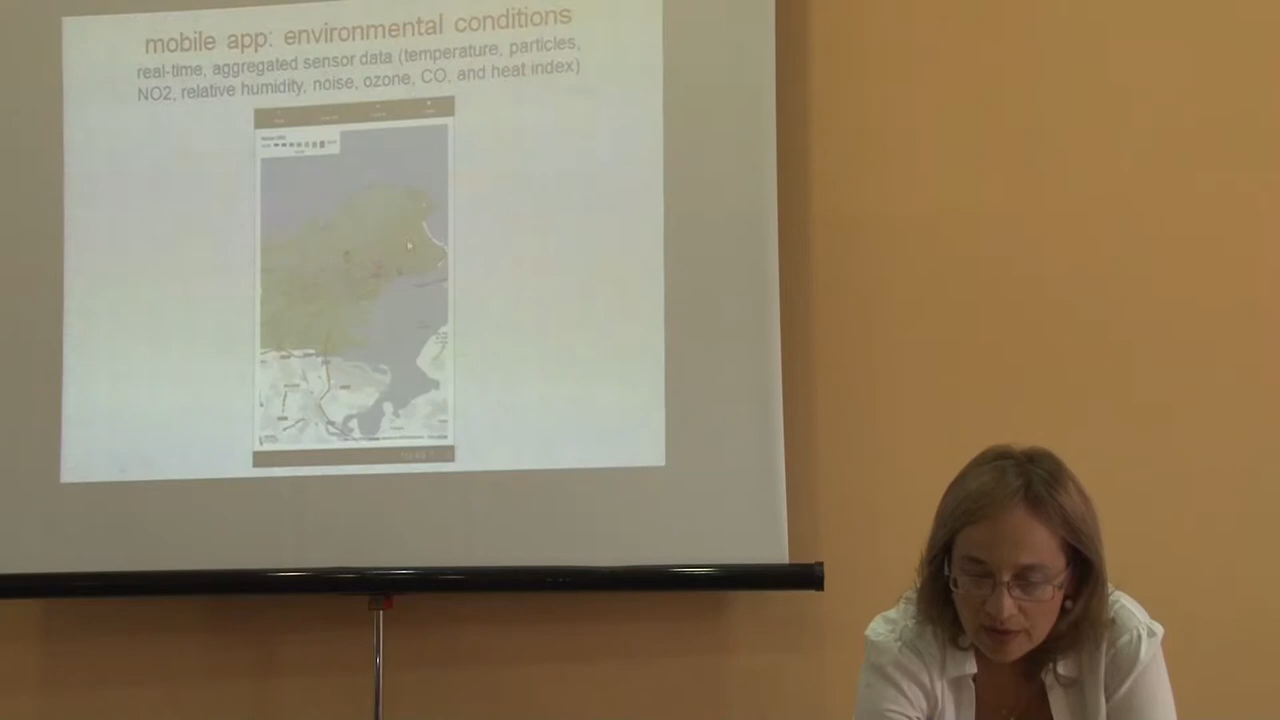 mobile app: environmental conditions
real-time, aggregated sensor data (temperature, particles,
NO2, relative humidity, noise, ozone, CO, and heat index)